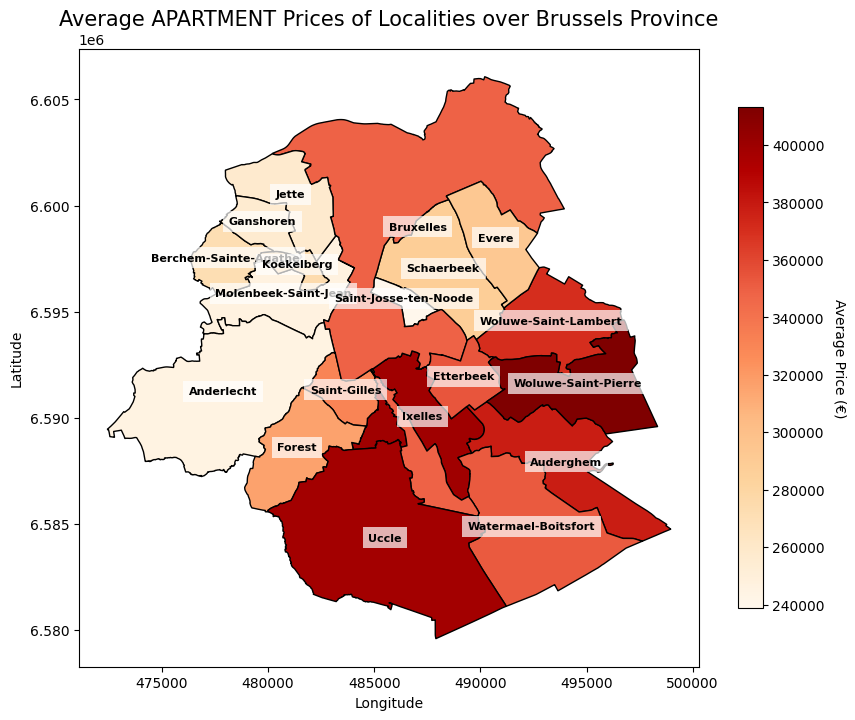 Average APARTMENT Prices of Localities over Brussels Province
1e6
6.605
6.600
6.595
6.590
6.585
6.580
Latitude
Jette
Ganshoren
Bruxelles
Evere
Berchem-Sainte-Agathe
Koekelberg
Schaerbeek
Molenbeek-Saint-Jean
Saint-Josse-ten-Noode
Woluwe-Saint-Lambert
Etterbeek
Woluwe-Saint-Pierre
Anderlecht
Saint-Gilles
Ixelles
Forest
Auderghem
Watermael-Boitsfort
Uccle
475000
480000
485000
490000
495000
500000
Longitude
400000
380000
360000
340000
320000
300000
280000
260000
240000
Average Price (€)